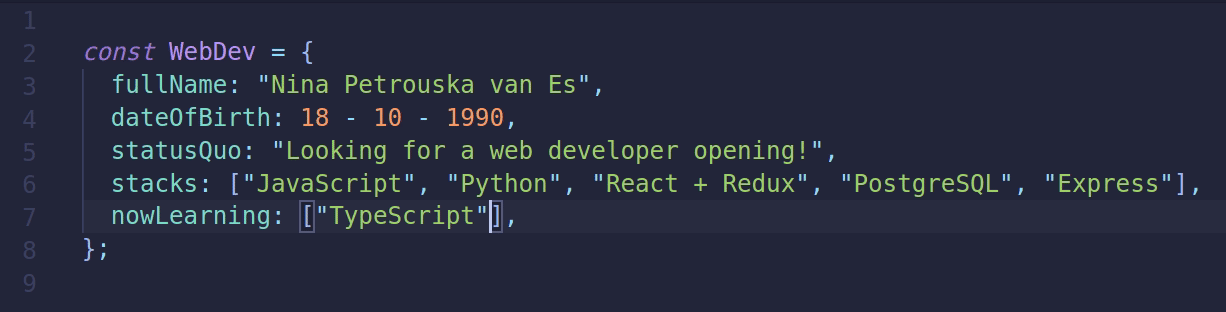 1
2 const WebDev = {
3 fullName: "Nina Petrouska van Es",
4 dateOfBirth: 18 - 10 - 1990,
5 statusQuo: "Looking for a web developer opening!",
6 stacks: ["JavaScript", "Python", "React + Redux", "PostgreSQL", "Express"],
7 nowLearning: ["TypeScript"],
8 };
9